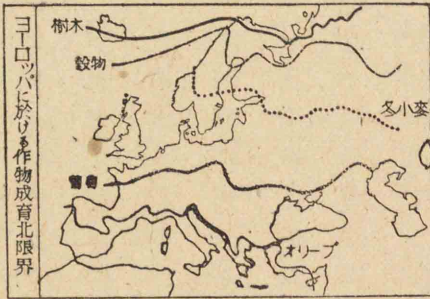 ヨーロッパに於ける作物成育北限界
樹木
穀物
冬小麥
葡萄
オリーブ